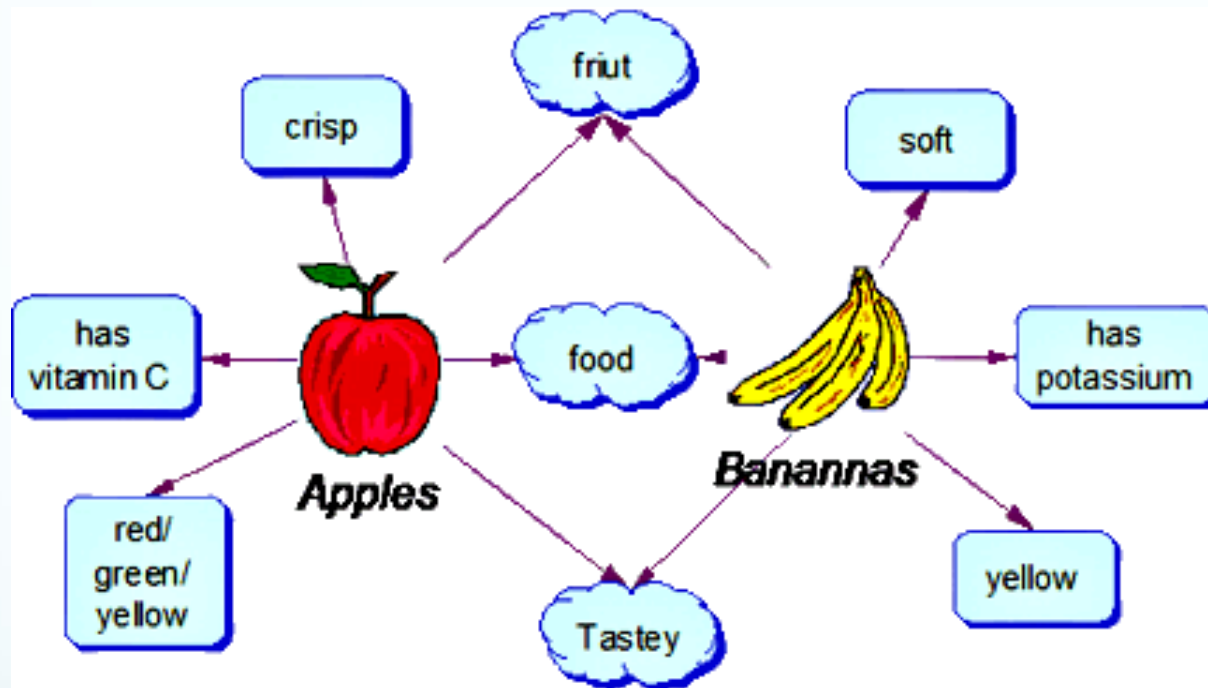 friut
crisp
soft
has
vitamin C
food
has
potassium
Apples
Banannas
red/
green/
yellow
yellow
Tastey